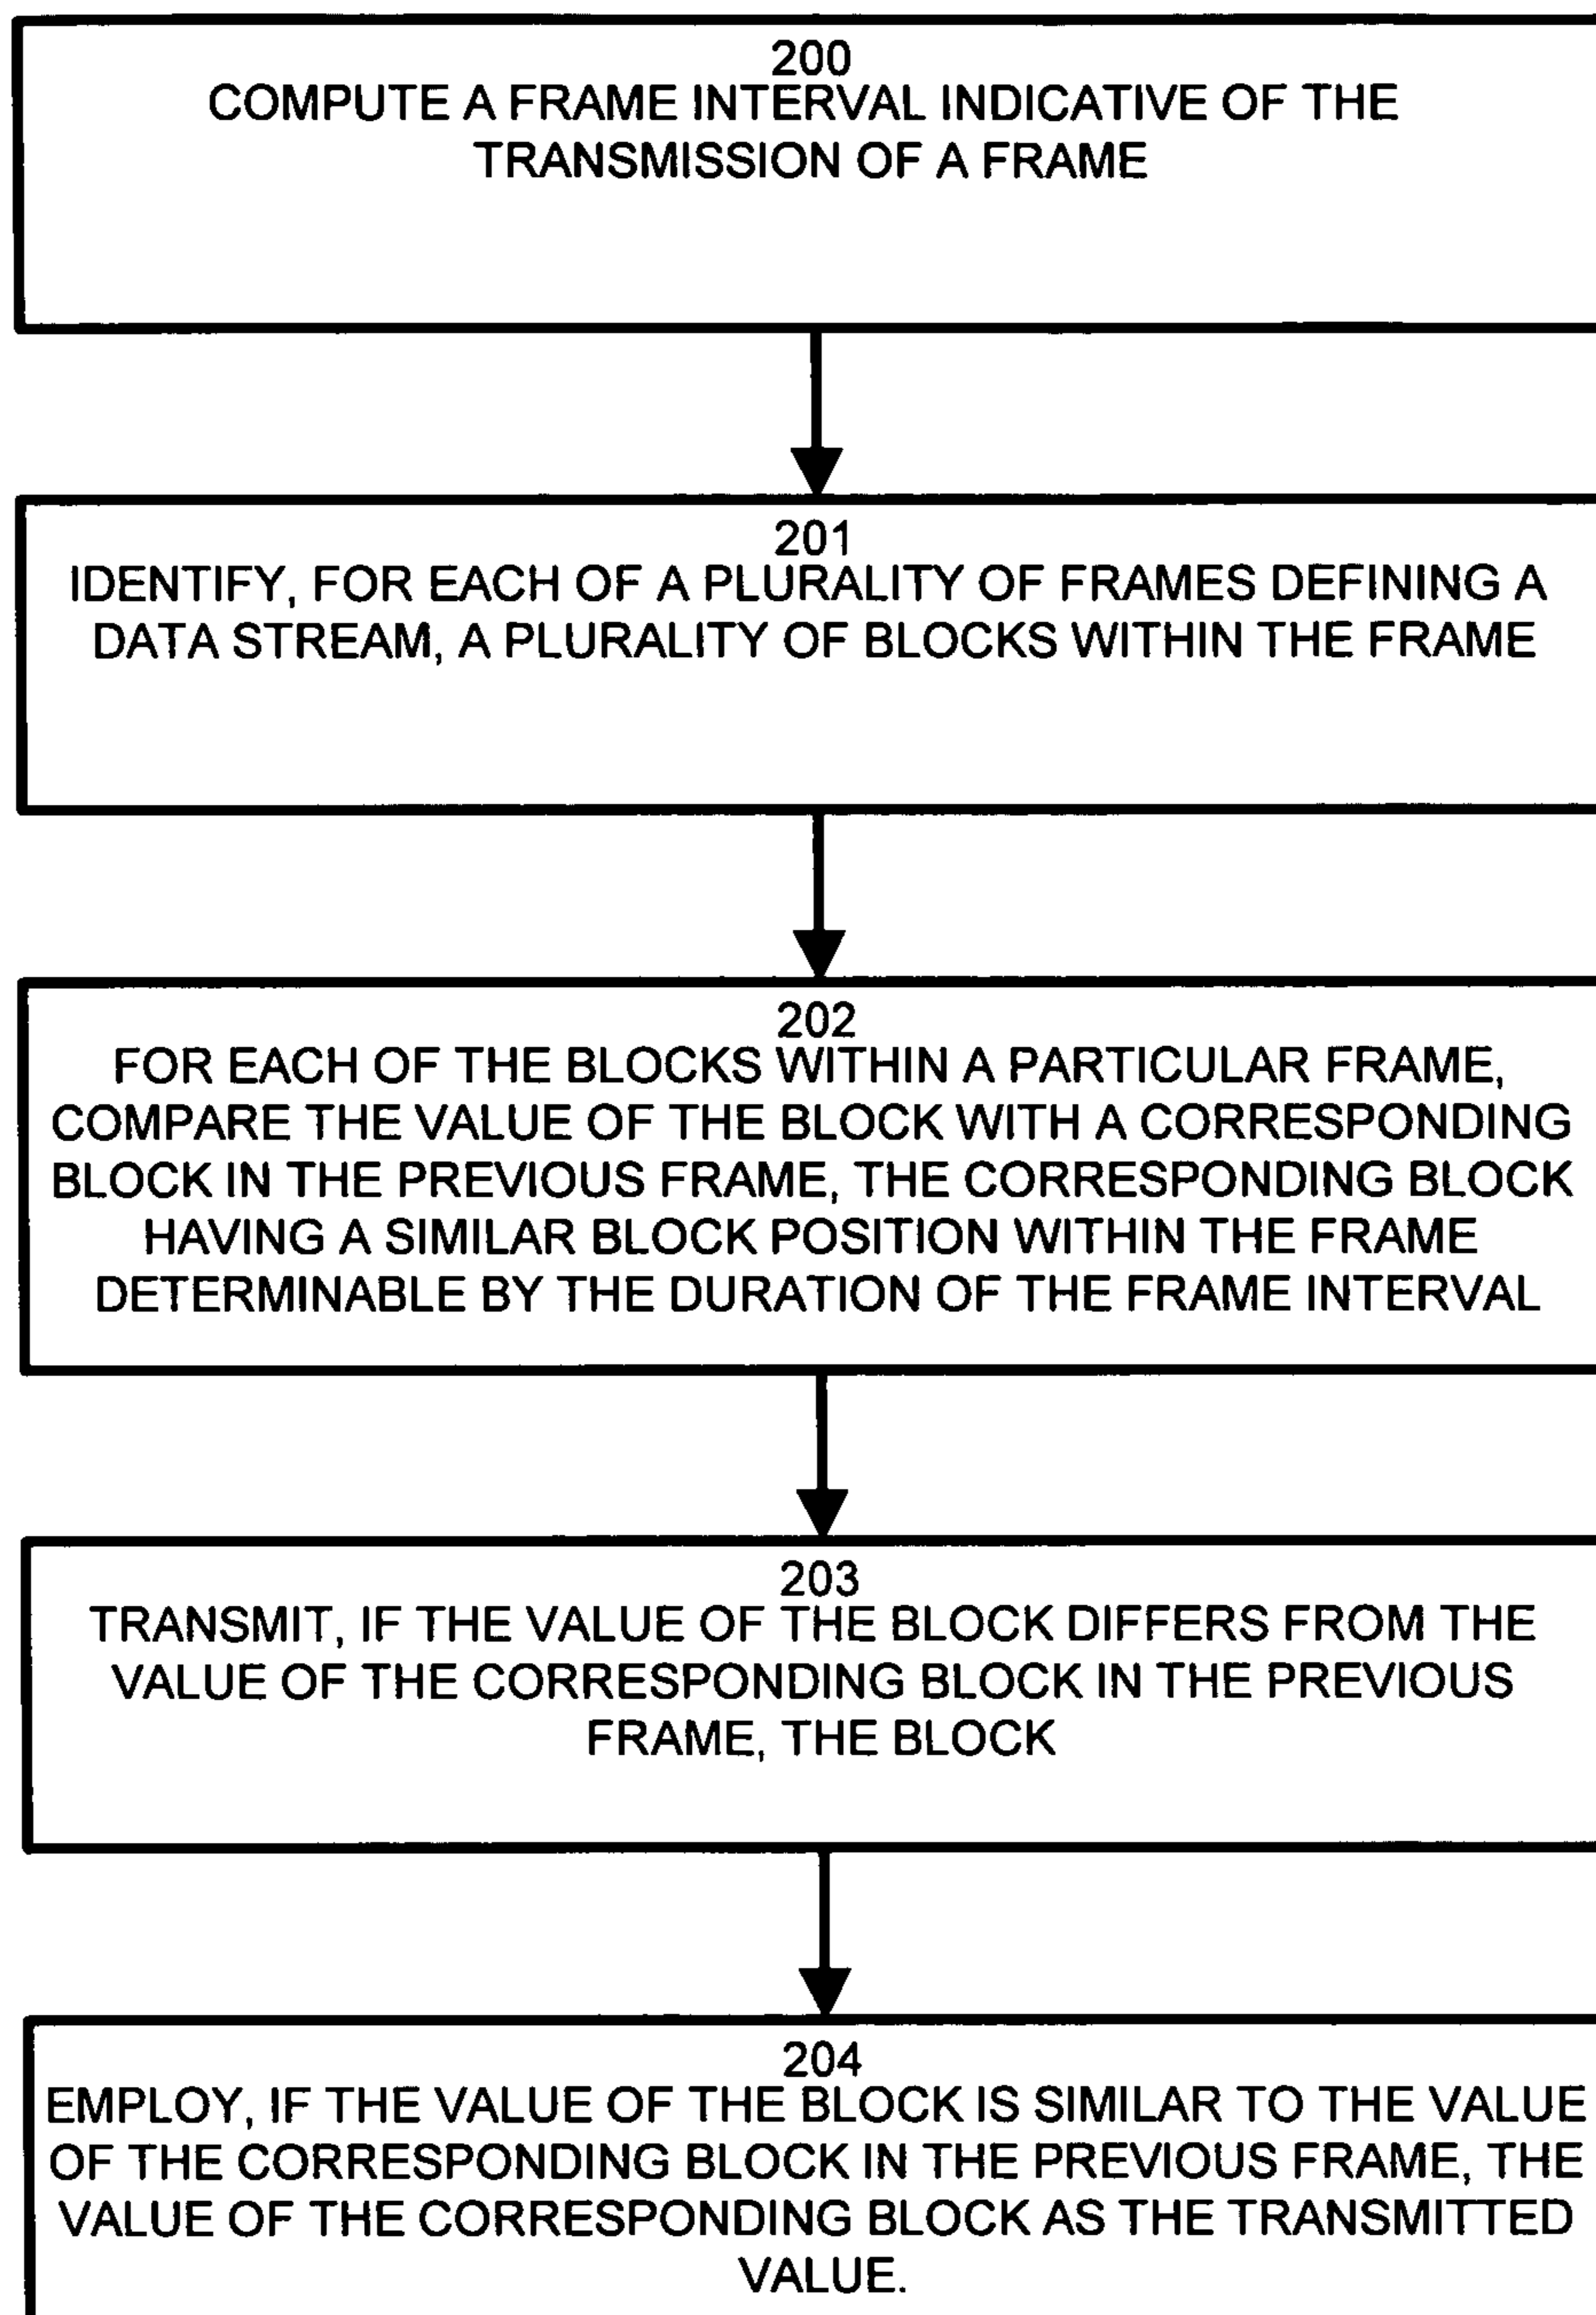 200
COMPUTE A FRAME INTERVAL INDICATIVE OF THE
TRANSMISSION OF A FRAME
201
IDENTIFY, FOR EACH OF A PLURALITY OF FRAMES DEFINING A
DATA STREAM, A PLURALITY OF BLOCKS WITHIN THE FRAME
202
FOR EACH OF THE BLOCKS WITHIN A PARTICULAR FRAME,
COMPARE THE VALUE OF THE BLOCK WITH A CORRESPONDING
BLOCK IN THE PREVIOUS FRAME, THE CORRESPONDING BLOCK
HAVING A SIMILAR BLOCK POSITION WITHIN THE FRAME
DETERMINABLE BY THE DURATION OF THE FRAME INTERVAL
203
TRANSMIT, IF THE VALUE OF THE BLOCK DIFFERS FROM THE
VALUE OF THE CORRESPONDING BLOCK IN THE PREVIOUS
FRAME, THE BLOCK
204
EMPLOY, IF THE VALUE OF THE BLOCK IS SIMILAR TO THE VALUE
OF THE CORRESPONDING BLOCK IN THE PREVIOUS FRAME, THE
VALUE OF THE CORRESPONDING BLOCK AS THE TRANSMITTED
VALUE.